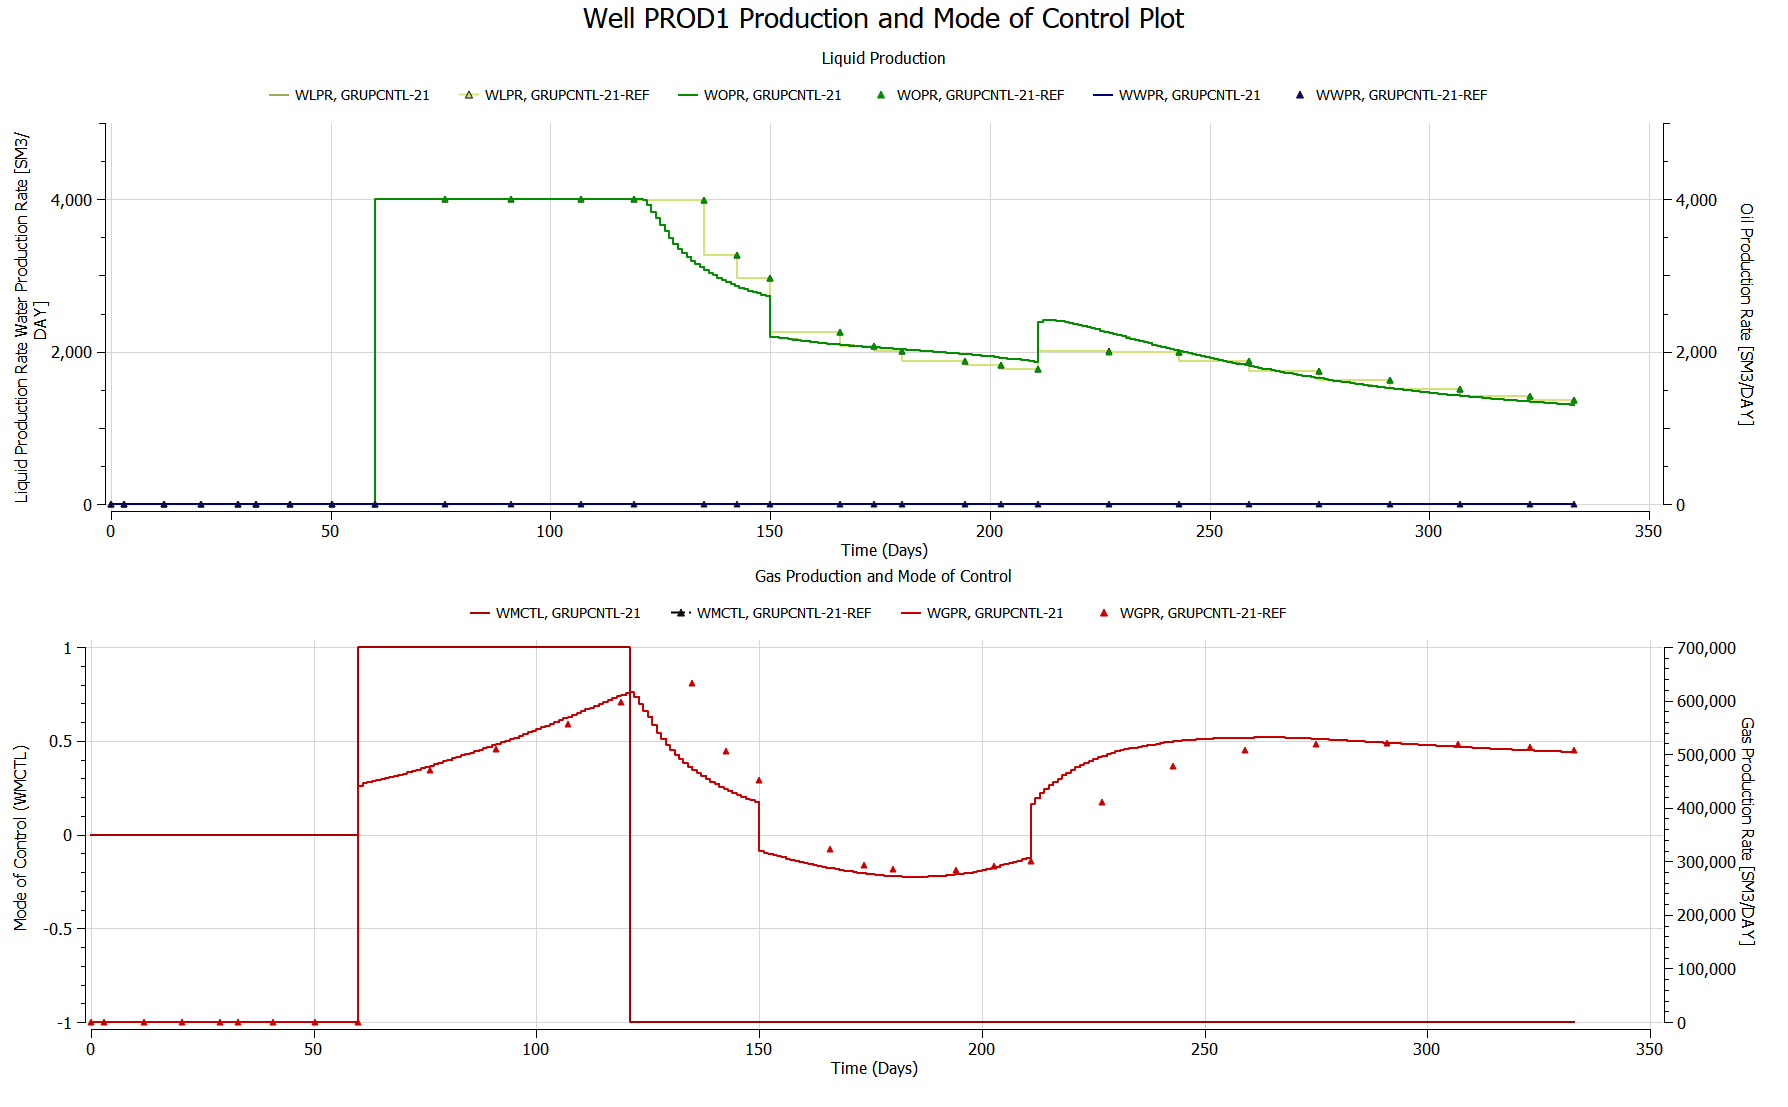 Well PROD1 Production and Mode of Control Plot
Liquid Production
WLPR, GRUPCNTL-21 WLPR, GRUPCNTL-21-REF WOPR, GRUPCNTL-21 WOPR, GRUPCNTL-21-REF WWPR, GRUPCNTL-21 WWPR, GRUPCNTL-21-REF
Liquid Production Rate Water Production Rate [SM3/
DAY]
4,000
2,000
0
4,000
2,000
0
Oil Production Rate [SM3/DAY]
0 50 100 150 200 250 300 350
Time (Days)
Gas Production and Mode of Control
WMCTL, GRUPCNTL-21 WMCTL, GRUPCNTL-21-REF WGPR, GRUPCNTL-21 WGPR, GRUPCNTL-21-REF
Mode of Control (WMCTL)
1
0.5
0
-0.5
-1
700,000
600,000
500,000
400,000
300,000
200,000
100,000
0
Gas Production Rate [SM3/DAY]
0 50 100 150 200 250 300 350
Time (Days)